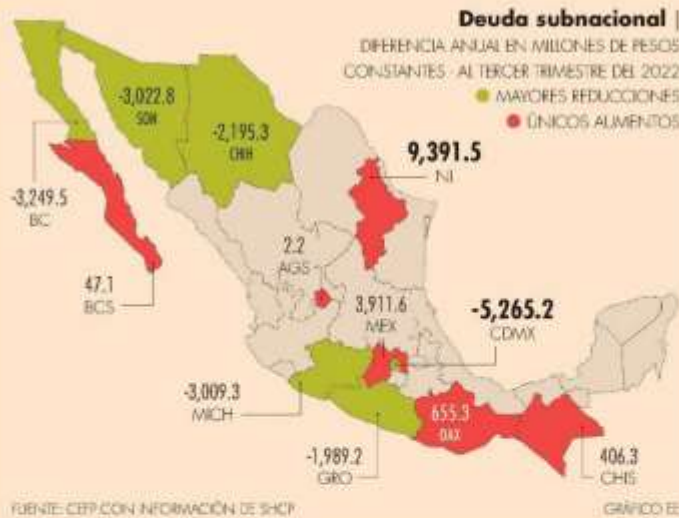 Deuda subnacional |
DIFERENCIA ANUAL EN MILLONES DE PESOS
CONSTANTES - AL TERCER TRIMESTRE DEL 2022
MAYORES REDUCCIONES
ÚNICOS AUMENTOS
-3,022.8
SON
-2,195.3
CHIH
9,391.5
NL
-3,249.5
BC
2.2
AGS
47.1
BCS
3,911.6
MEX
-5,265.2
CDMX
-3,009.3
MICH
655.3
OAX
-1,989.2
GRO
406.3
CHIS
FUENTE: CEFP CON INFORMACIÓN DE SHCP
GRÁFICO EE